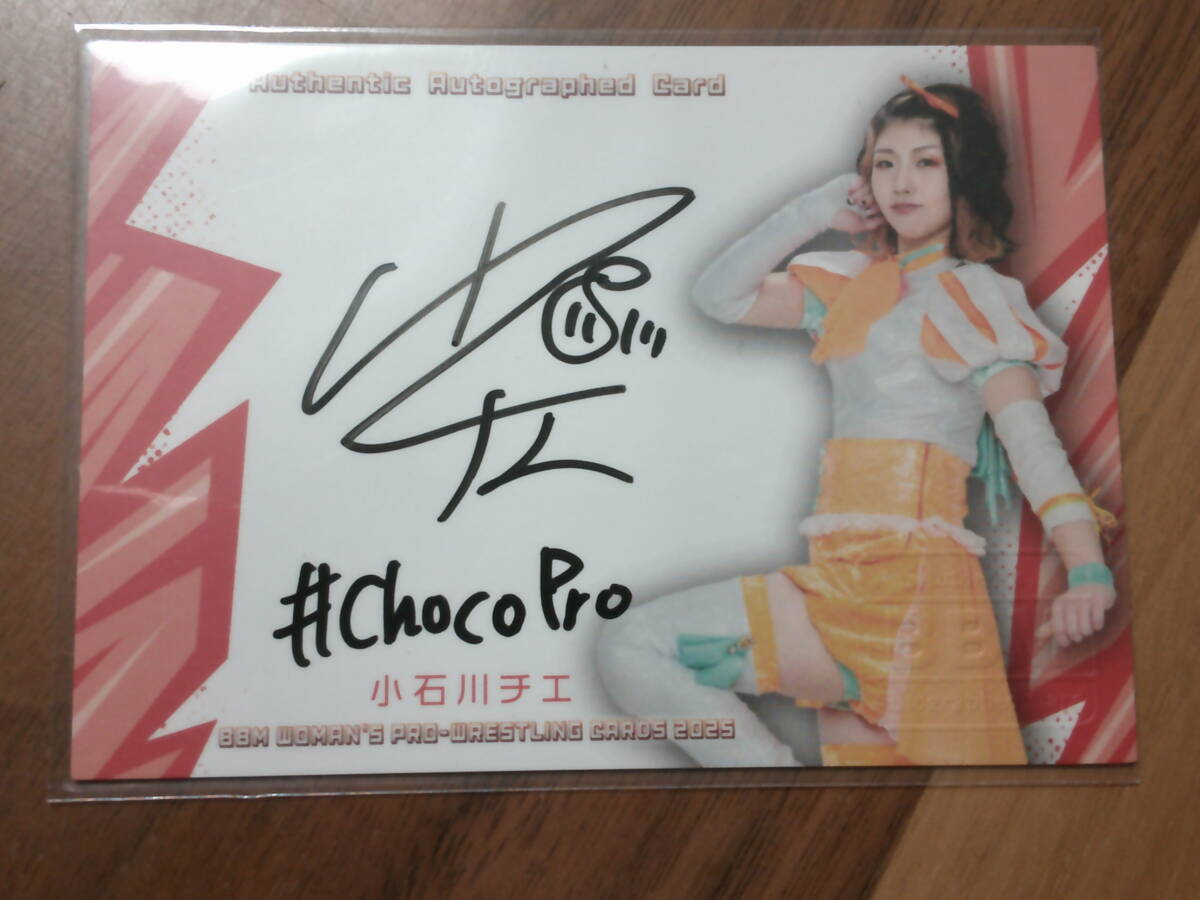 Authentic Autographed Card
#ChocoPro
小石川チエ
BBM WOMAN'S PRO-WRESTLING CARDS 2025